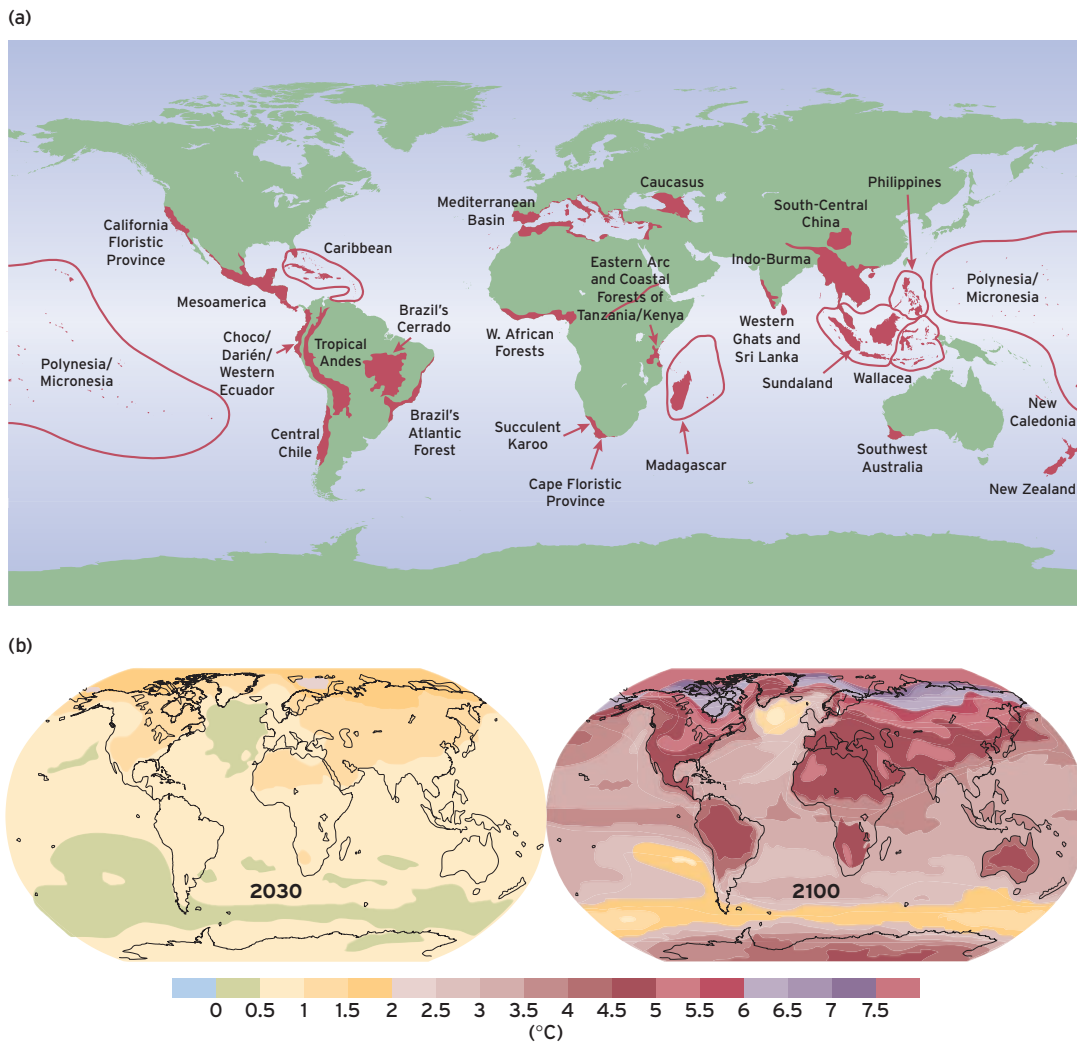 (a)
California
Floristic
Province
Polynesia/
Micronesia
Mesoamerica
Caribbean
Choco/
Darién/
Western
Ecuador
Tropical
Andes
Brazil's
Cerrado
Central
Chile
Brazil's
Atlantic
Forest
Mediterranean
Basin
Caucasus
W. African
Forests
Eastern Arc
and Coastal
Forests of
Tanzania/Kenya
Succulent
Karoo
Cape Floristic
Province
Madagascar
South-Central
China
Indo-Burma
Philippines
Western
Ghats and
Sri Lanka
Sundaland
Wallacea
Polynesia/
Micronesia
Southwest
Australia
New
Caledonia
New Zealand
(b)
2030
2100
0 0.5 1 1.5 2 2.5 3 3.5 4 4.5 5 5.5 6 6.5 7 7.5
(°C)